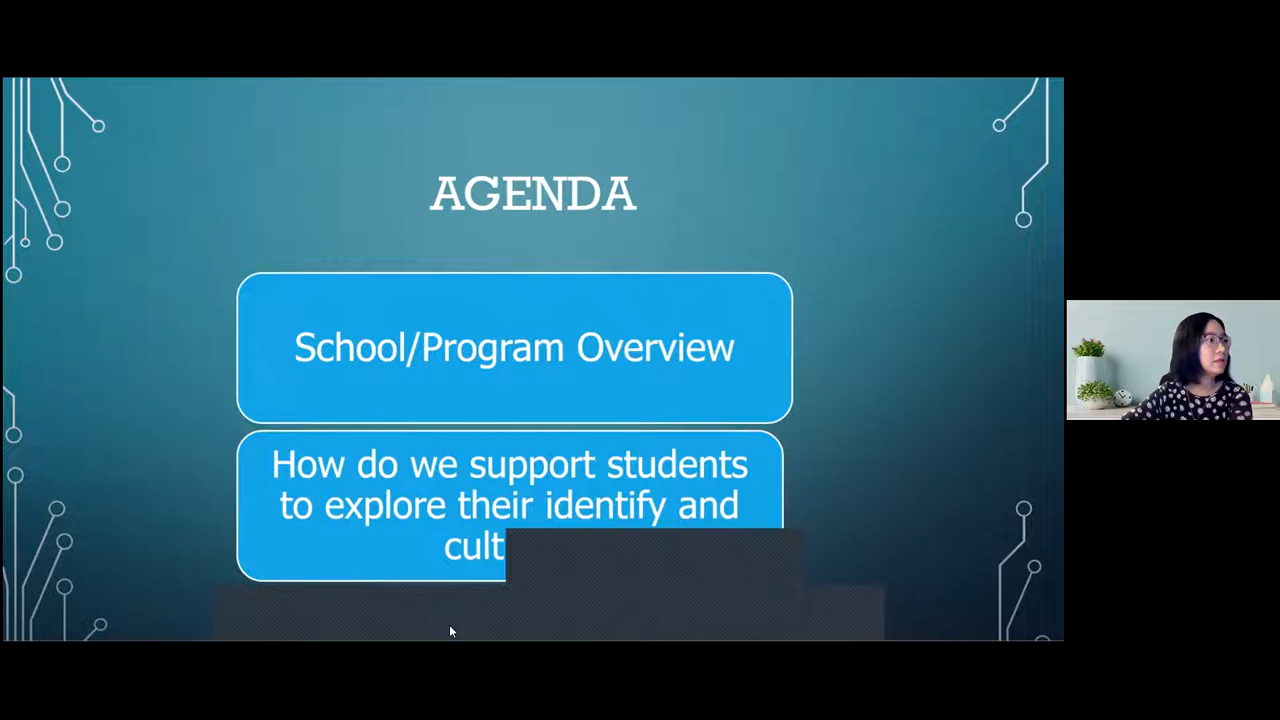 AGENDA
School/Program Overview
How do we support students
to explore their identify and
cult